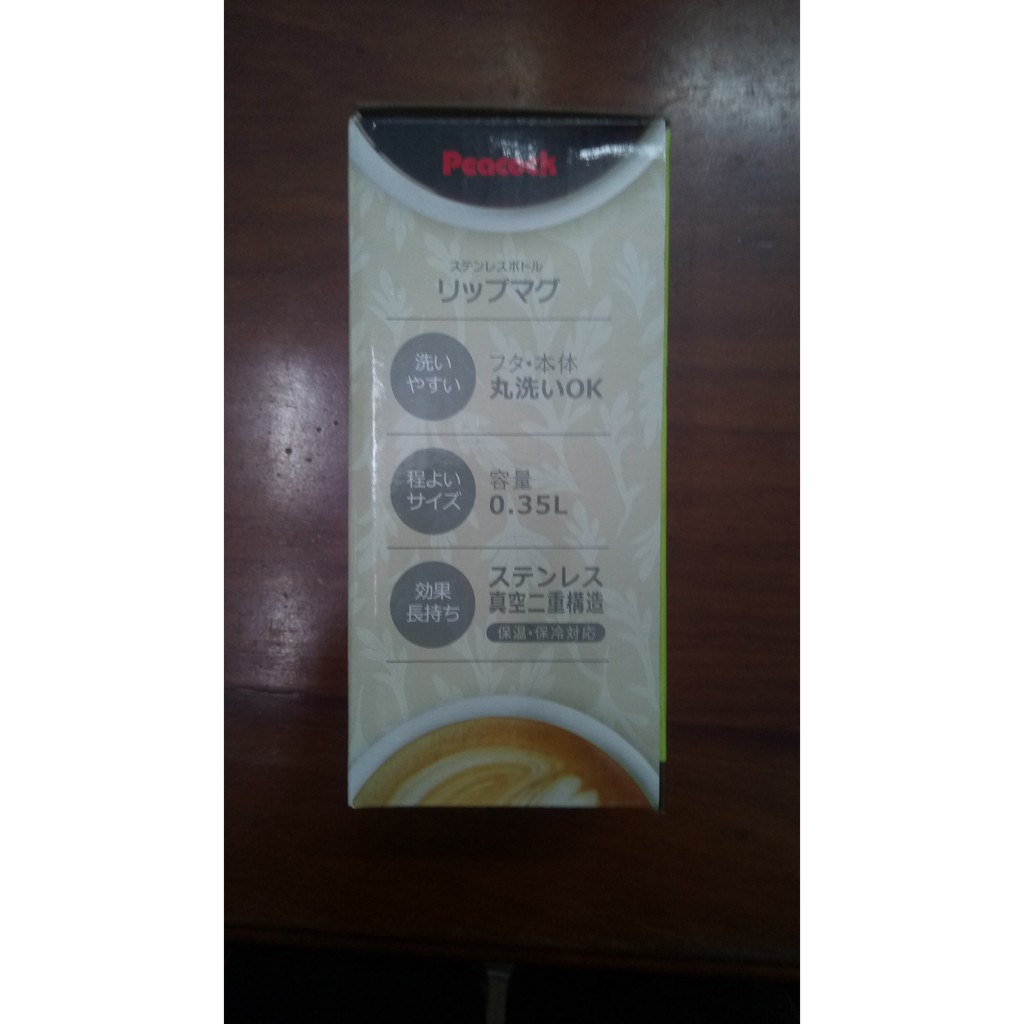 Peacock
ステンレスボトル
リップマグ
洗い
やすい
フタ・本体
丸洗いOK
程よい
サイズ
容量
0.35L
効果
長持ち
ステンレス
真空二重構造
保温・保冷対応